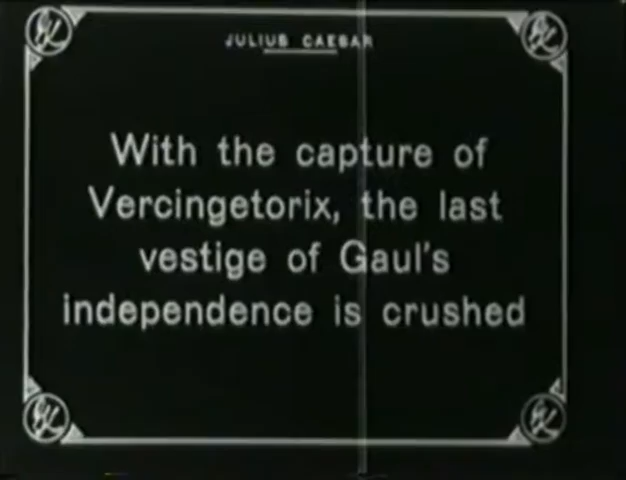 JULIUS CAESAR
With the capture of
Vercingetorix, the last
vestige of Gaul's
independence is crushed